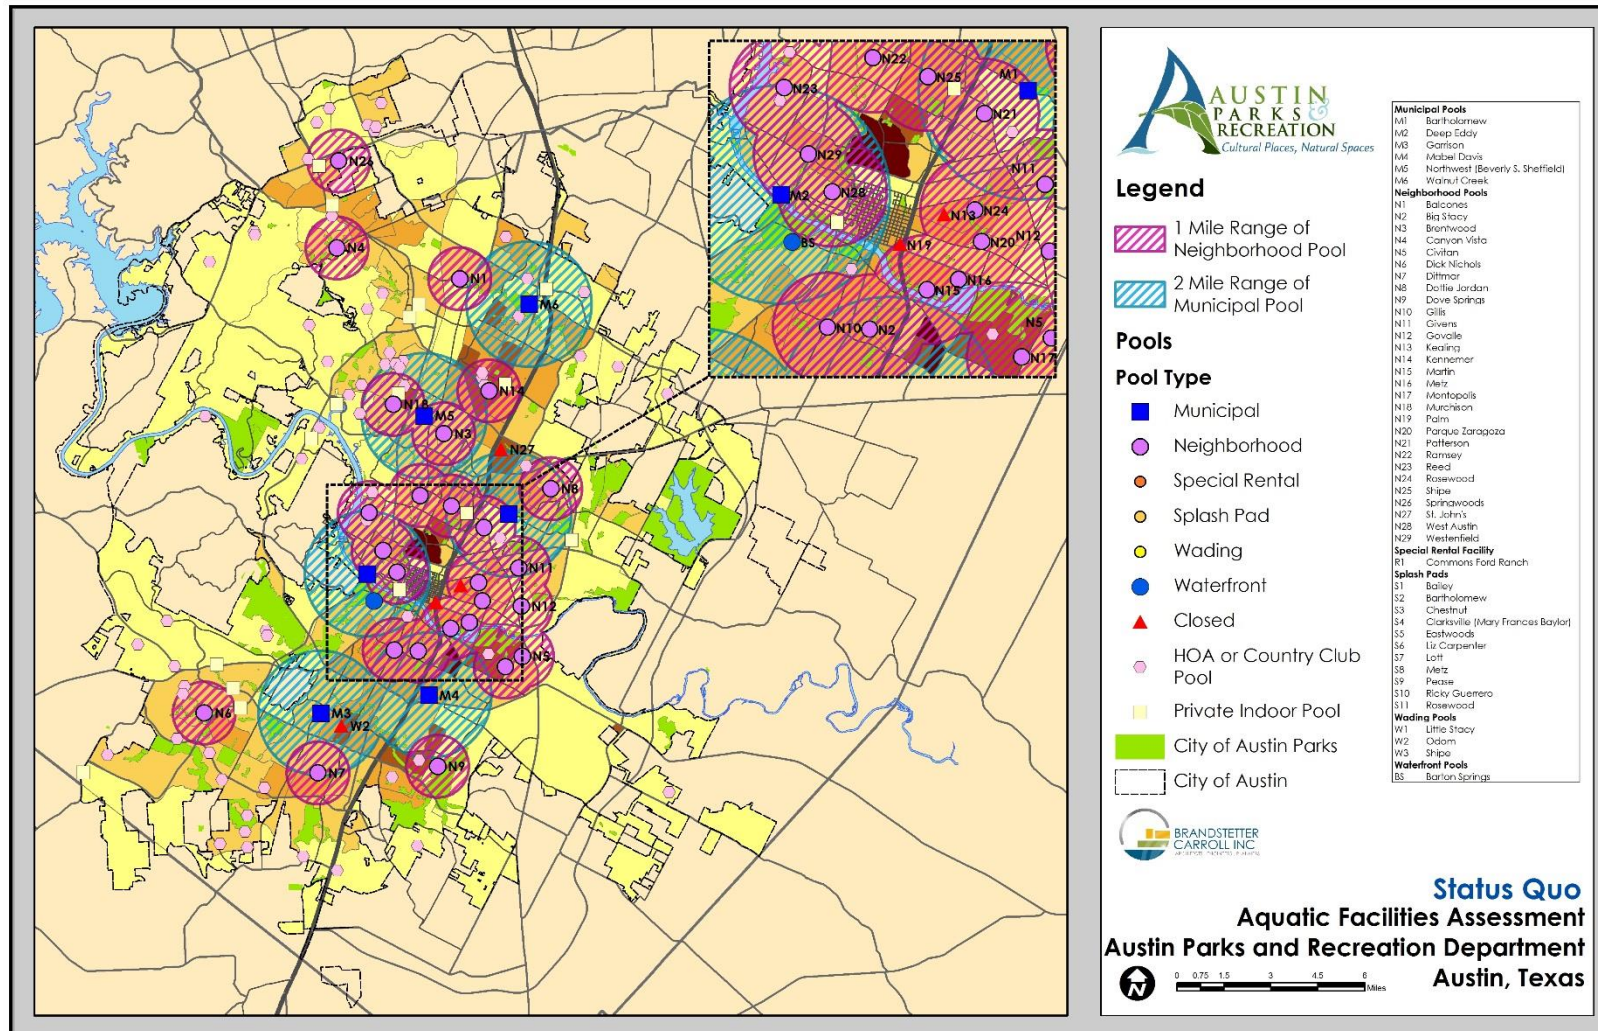 N26
N4
N1
M6
N18
M5
N14
N3
N27
N8
N11
N12
N5
M4
N6
M3
W2
N7
N9
N22
N25
M1
N23
N21
N29
N11
M2
N28
N24
N13
BS
N19
N20
N12
N16
N15
N10
N2
N5
N17
AUSTIN
PARKS &
RECREATION
Cultural Places, Natural Spaces
Legend
1 Mile Range of
Neighborhood Pool
2 Mile Range of
Municipal Pool
Pools
Pool Type
Municipal
Neighborhood
Special Rental
Splash Pad
Wading
Waterfront
Closed
HOA or Country Club
Pool
Private Indoor Pool
City of Austin Parks
City of Austin
Municipal Pools
M1 Bartholomew
M2 Deep Eddy
M3 Garrison
M4 Mabel Davis
M5 Northwest (Beverly S. Sheffield)
M6 Walnut Creek
Neighborhood Pools
N1 Balcones
N2 Big Stacy
N3 Brentwood
N4 Canyon Vista
N5 Civitan
N6 Dick Nichols
N7 Dittmar
N8 Dottie Jordan
N9 Dove Springs
N10 Gillis
N11 Givens
N12 Govalle
N13 Kealing
N14 Kennemer
N15 Martin
N16 Metz
N17 Montopolis
N18 Murchison
N19 Palm
N20 Parque Zaragoza
N21 Patterson
N22 Ramsey
N23 Reed
N24 Rosewood
N25 Shipe
N26 Springwoods
N27 St. John's
N28 West Austin
N29 Westenfield
Special Rental Facility
R1 Commons Ford Ranch
Splash Pads
S1 Bailey
S2 Bartholomew
S3 Chestnut
S4 Clarksville (Mary Frances Baylor)
S5 Eastwoods
S6 Liz Carpenter
S7 Lott
S8 Metz
S9 Pease
S10 Ricky Guerrero
S11 Rosewood
Wading Pools
W1 Little Stacy
W2 Odom
W3 Shipe
Waterfront Pools
BS Barton Springs
BRANDSTETTER
CARROLL INC
Status Quo
Aquatic Facilities Assessment
Austin Parks and Recreation Department
Austin, Texas
N
0 0.75 1.5 3 4.5 6
Miles